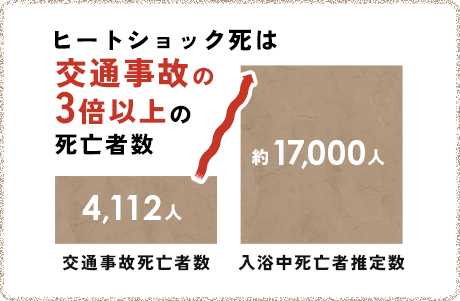 ヒートショック死は
交通事故の
3倍以上の
死亡者数
約17,000人
4,112人
交通事故死亡者数
入浴中死亡者推定数